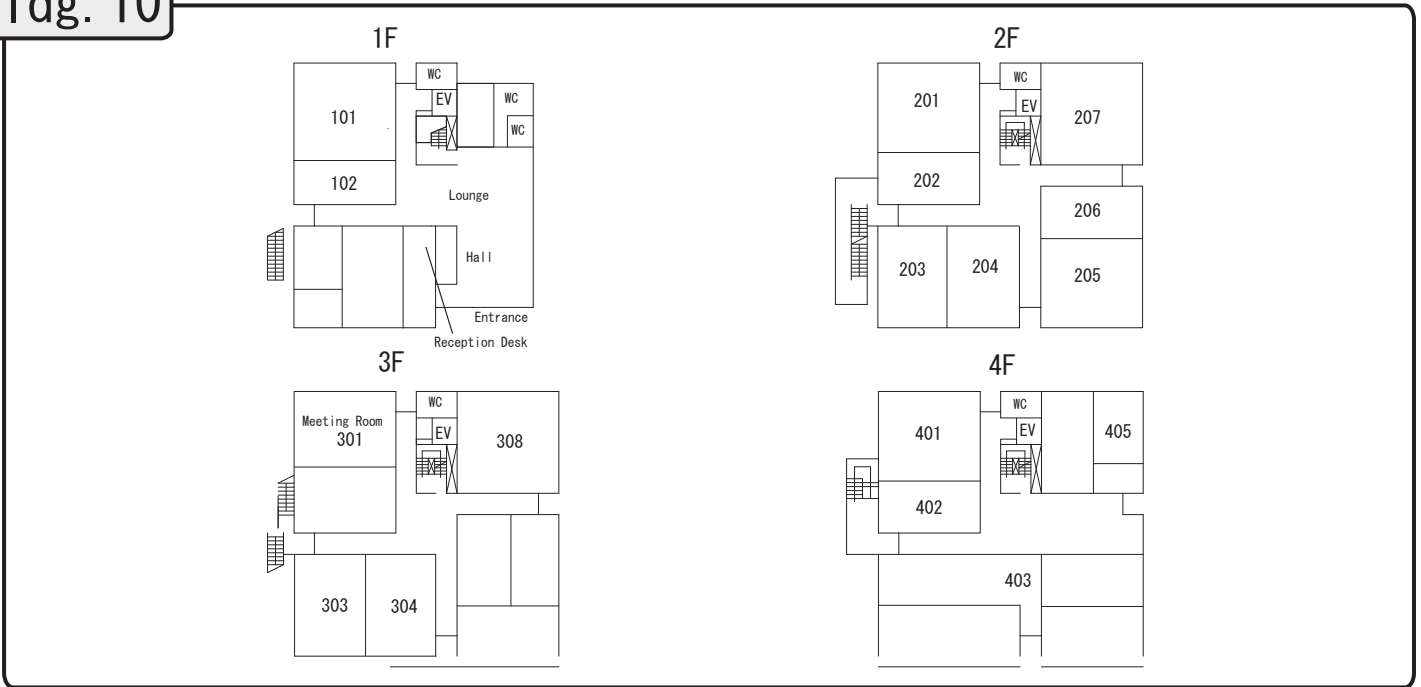 ldg. 10
1F
WC
EV
WC
WC
101
102
Lounge
Hall
Entrance
Reception Desk
2F
WC
EV
201
207
202
206
203
204
205
3F
WC
Meeting Room
301
EV
308
303
304
4F
WC
EV
401
405
402
403